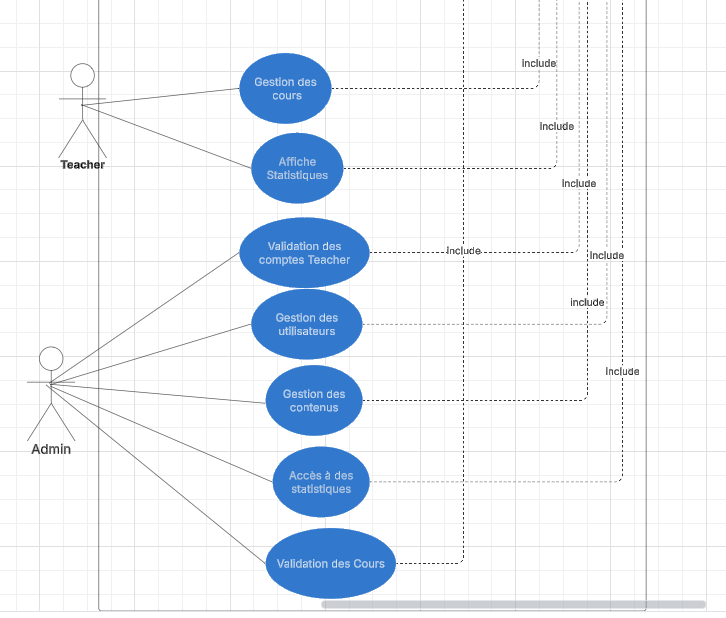 include
Gestion des
cours
include
Teacher
Affiche
Statistiques
include
Validation des
comptes Teacher
include
include
include
Gestion des
utilisateurs
include
Gestion des
contenus
Admin
Accès à des
statistiques
Validation des Cours